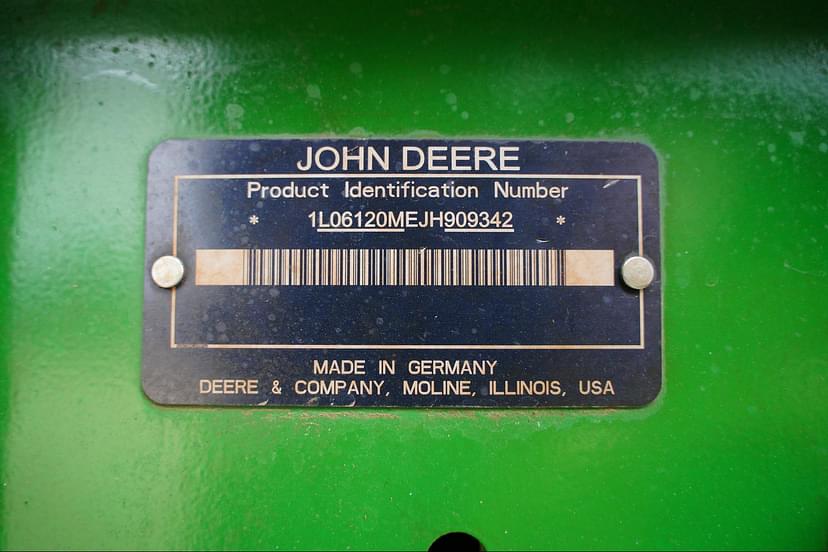 JOHN DEERE
Product Identification Number
* 1L06120MEJH909342 *
MADE IN GERMANY
DEERE & COMPANY, MOLINE, ILLINOIS, USA